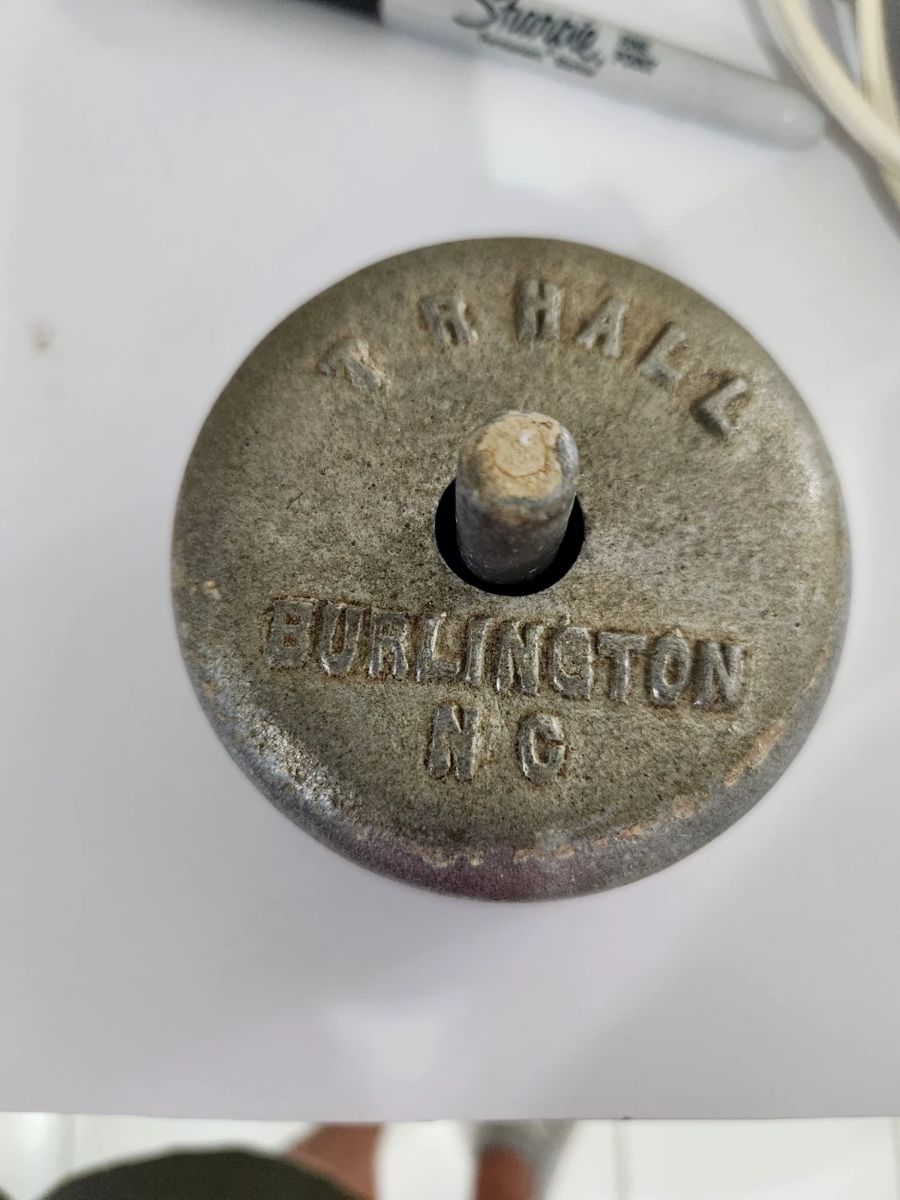 Sharpie
T R HALL
BURLINGTON
N C